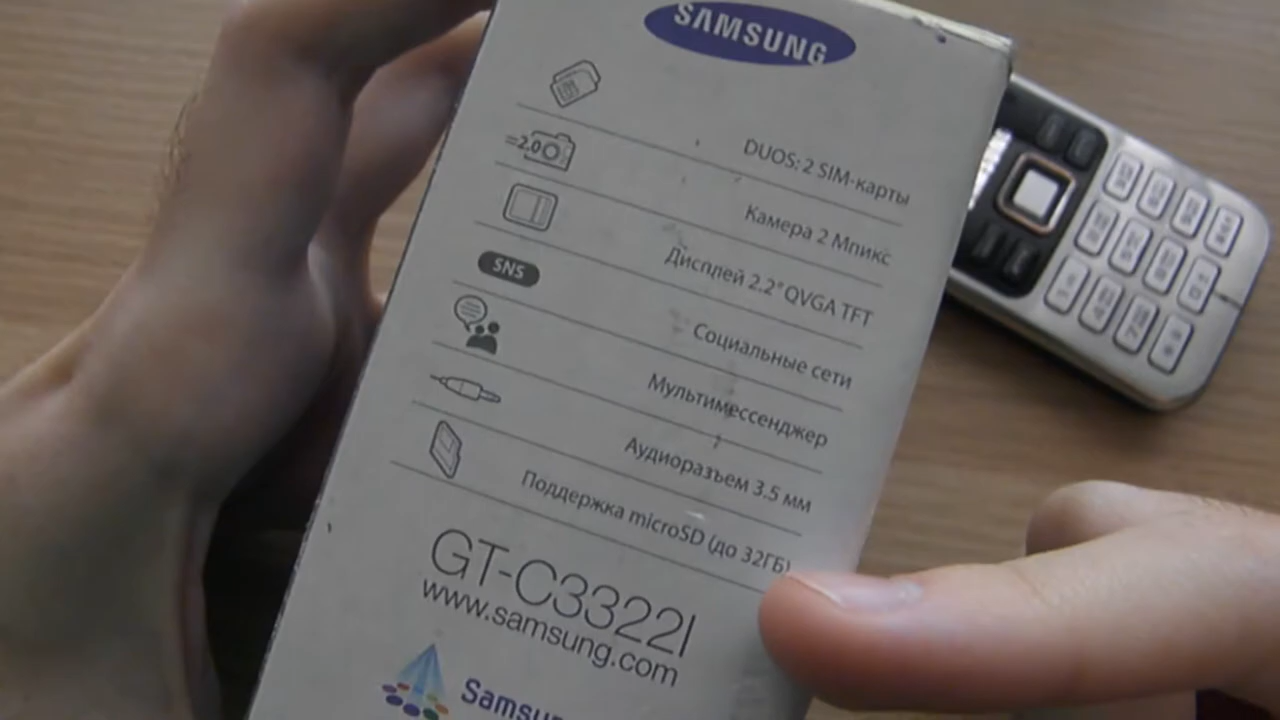 SAMSUNG
DUOS: 2 SIM-карты
=2.0
Камера 2 Мпикс
Дисплей 2.2" QVGA TFT
SNS
Социальные сети
Мультимессенджер
Аудиоразъем 3.5 мм
Поддержка microSD (до 32ГБ)
GT-C3322I
www.samsung.com